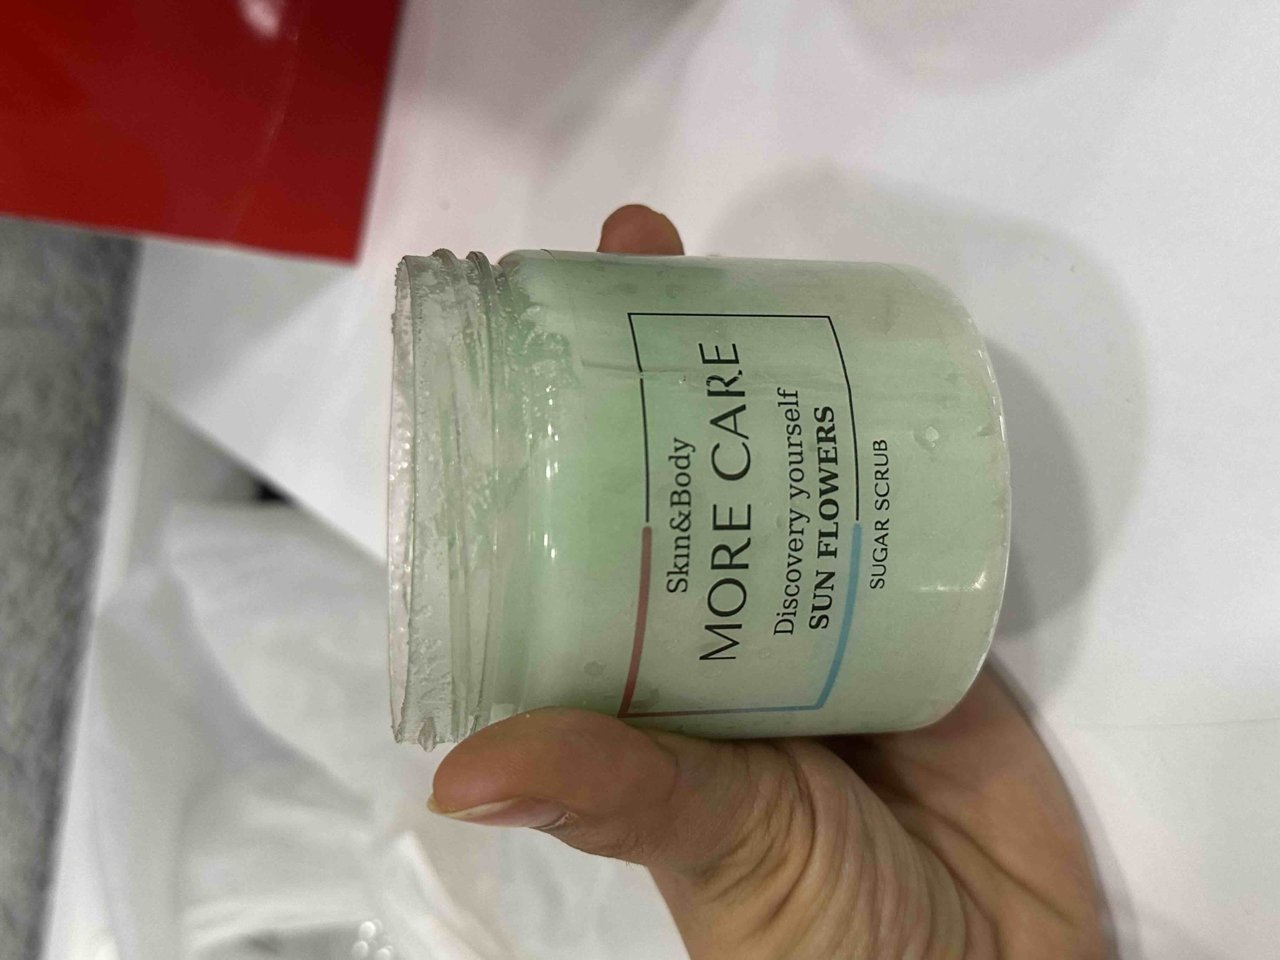 Skin&Body
MORE CARE
Discovery yourself
SUN FLOWERS
SUGAR SCRUB